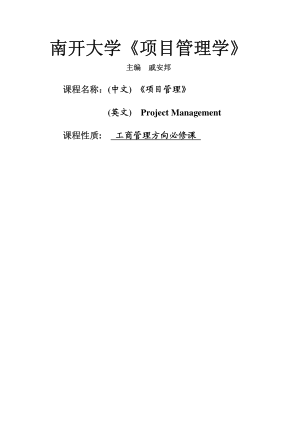 南开大学《项目管理学》
主编 戚安邦
课程名称：(中文) 《项目管理》
(英文) Project Management
课程性质： 工商管理方向必修课